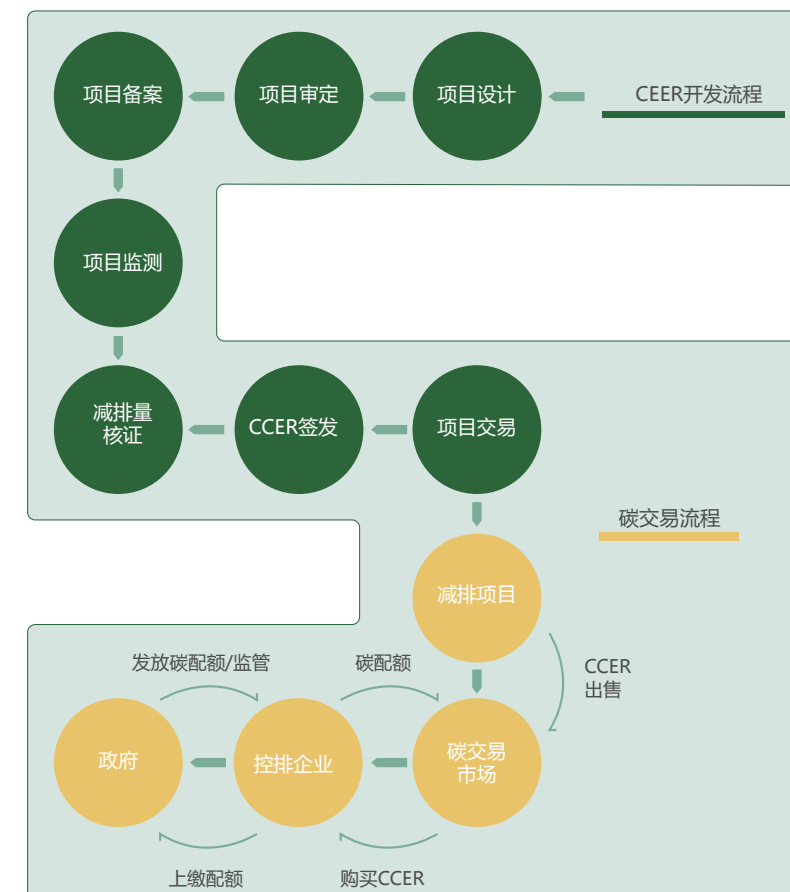 CEER开发流程
项目设计
项目审定
项目备案
项目监测
减排量
核证
CCER签发
项目交易
碳交易流程
减排项目
CCER
出售
发放碳配额/监管
碳配额
政府
控排企业
碳交易
市场
上缴配额
购买CCER